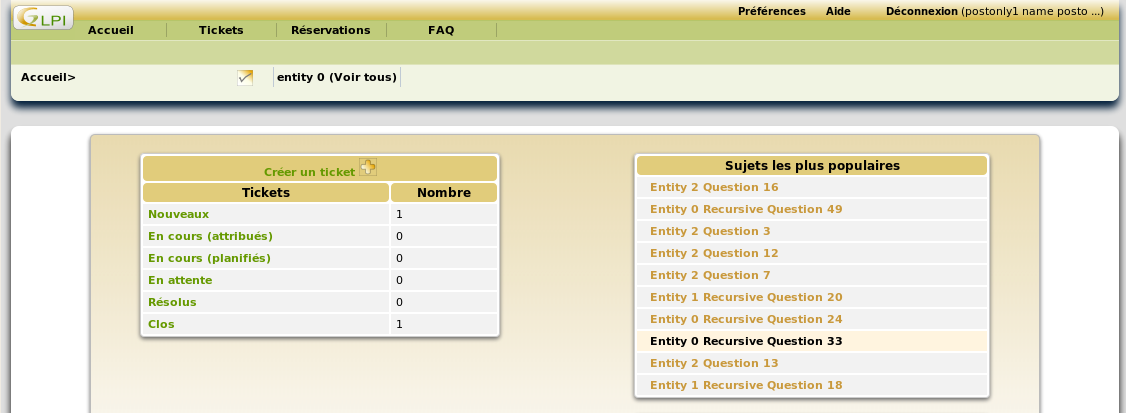 GLPI
Préférences Aide Déconnexion (postonly1 name posto ...)
Accueil Tickets Réservations FAQ
Accueil> entity 0 (Voir tous)
Créer un ticket
Tickets Nombre
Nouveaux 1
En cours (attribués) 0
En cours (planifiés) 0
En attente 0
Résolus 0
Clos 1
Sujets les plus populaires
Entity 2 Question 16
Entity 0 Recursive Question 49
Entity 2 Question 3
Entity 2 Question 12
Entity 2 Question 7
Entity 1 Recursive Question 20
Entity 0 Recursive Question 24
Entity 0 Recursive Question 33
Entity 2 Question 13
Entity 1 Recursive Question 18